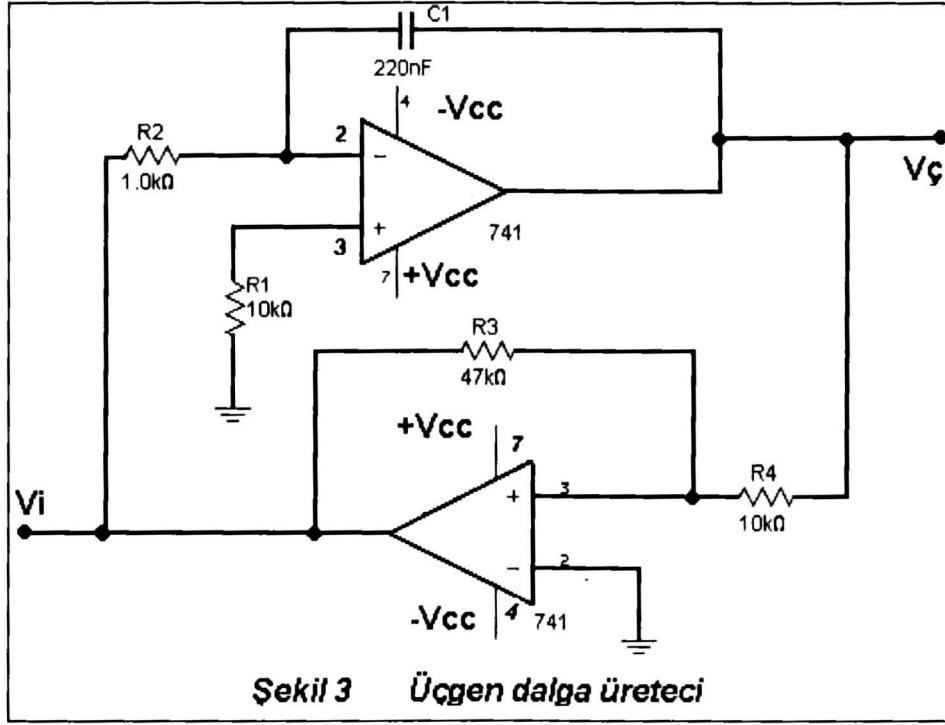 C1
220nF
4
-Vcc
R2
1.0kΩ
2
−
+
3
741
7
+Vcc
Vç
R1
10kΩ
R3
47kΩ
+Vcc
7
R4
10kΩ
Vi
+
3
−
2
-Vcc
4
741
Şekil 3 Üçgen dalga üreteci